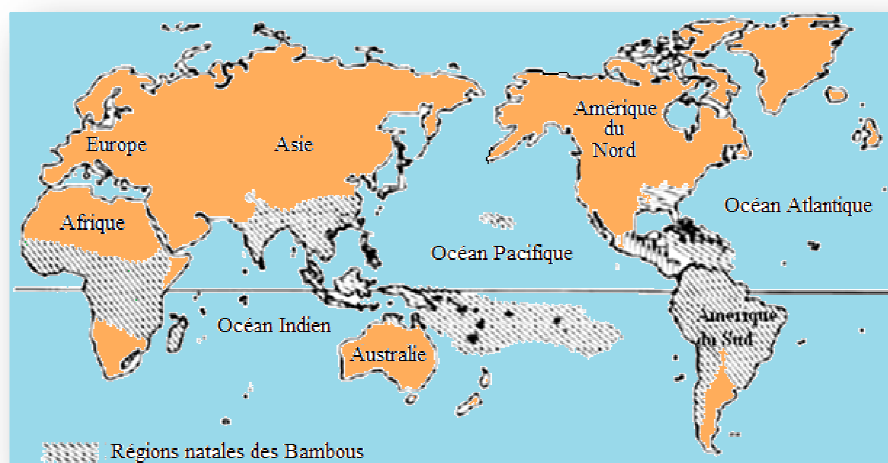 Amérique
du
Nord
Europe
Asie
Océan Atlantique
Afrique
Océan Pacifique
Océan Indien
Amérique
du Sud
Australie
Régions natales des Bambous